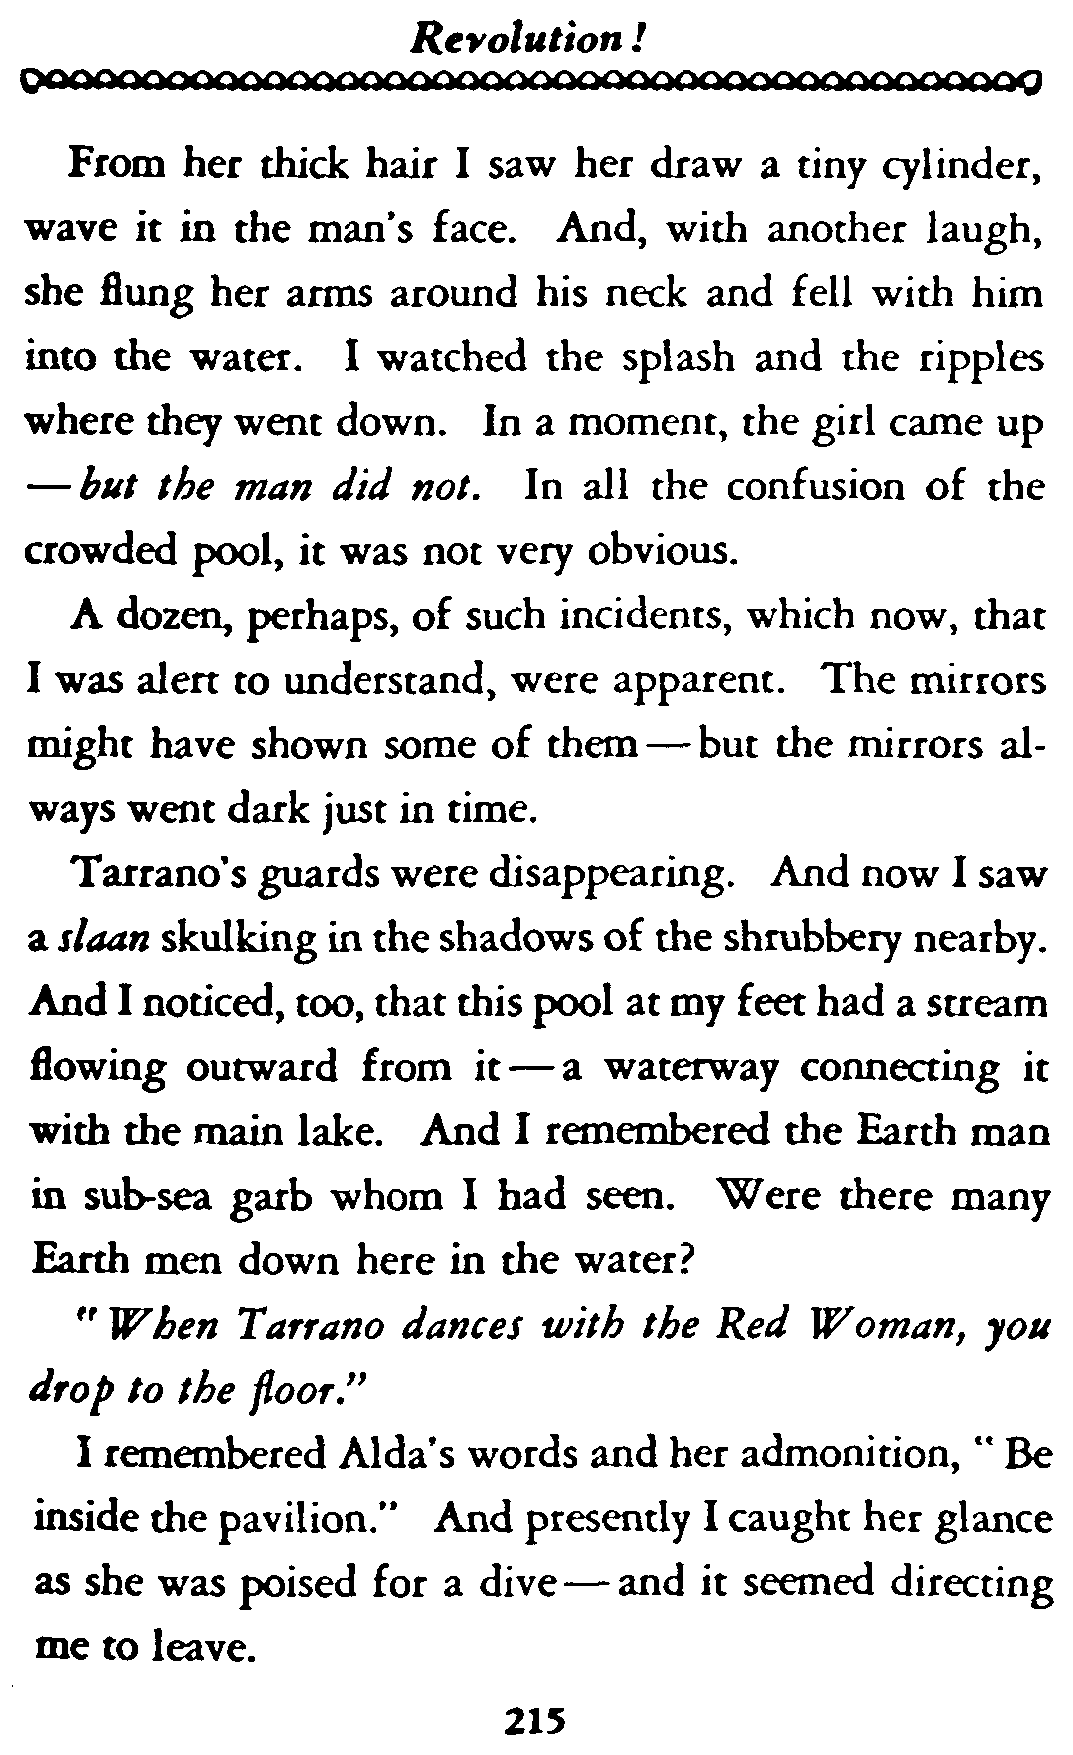 Revolution!
From her thick hair I saw her draw a tiny cylinder,
wave it in the man's face. And, with another laugh,
she flung her arms around his neck and fell with him
into the water. I watched the splash and the ripples
where they went down. In a moment, the girl came up
— but the man did not. In all the confusion of the
crowded pool, it was not very obvious.
A dozen, perhaps, of such incidents, which now, that
I was alert to understand, were apparent. The mirrors
might have shown some of them — but the mirrors al-
ways went dark just in time.
Tarrano's guards were disappearing. And now I saw
a slaan skulking in the shadows of the shrubbery nearby.
And I noticed, too, that this pool at my feet had a stream
flowing outward from it — a waterway connecting it
with the main lake. And I remembered the Earth man
in sub-sea garb whom I had seen. Were there many
Earth men down here in the water?
"When Tarrano dances with the Red Woman, you
drop to the floor."
I remembered Alda's words and her admonition, "Be
inside the pavilion." And presently I caught her glance
as she was poised for a dive — and it seemed directing
me to leave.
215